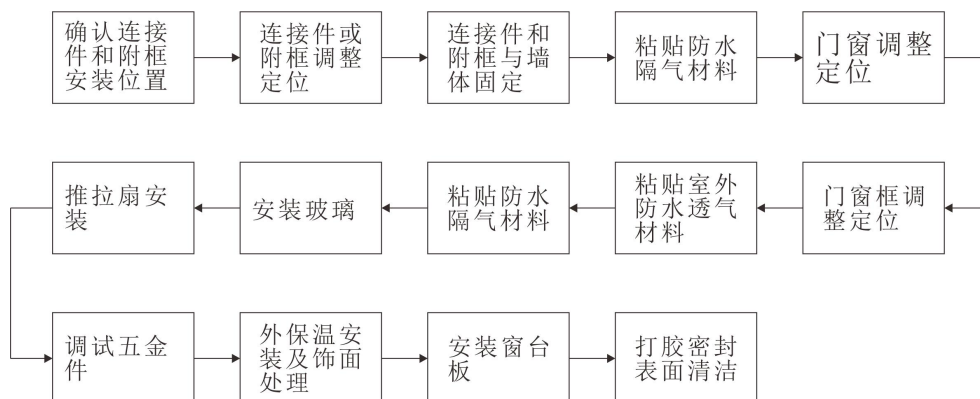 确认连接
件和附框
安装位置
连接件或
附框调整
定位
连接件和
附框与墙
体固定
粘贴防水
隔气材料
门窗调整
定位
门窗框调
整定位
粘贴室外
防水透气
材料
粘贴防水
隔气材料
安装玻璃
推拉扇安
装
调试五金
件
外保温安
装及饰面
处理
安装窗台
板
打胶密封
表面清洁